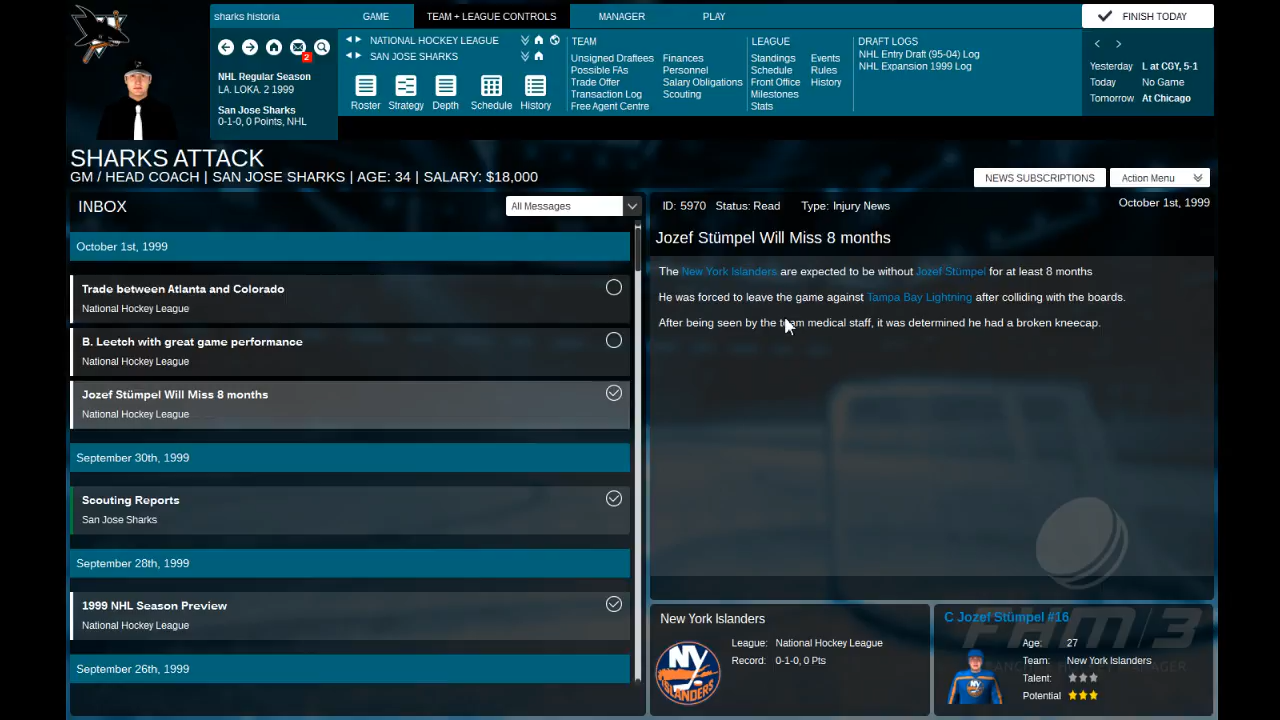 sharks historia
GAME
TEAM + LEAGUE CONTROLS
MANAGER
PLAY
FINISH TODAY
2
NHL Regular Season
LA. LOKA. 2 1999
San Jose Sharks
0-1-0, 0 Points, NHL
NATIONAL HOCKEY LEAGUE
SAN JOSE SHARKS
Roster
Strategy
Depth
Schedule
History
TEAM
Unsigned Draftees
Possible FAs
Trade Offer
Transaction Log
Free Agent Centre
Finances
Personnel
Salary Obligations
Scouting
LEAGUE
Standings
Schedule
Front Office
Milestones
Stats
Events
Rules
History
DRAFT LOGS
NHL Entry Draft (95-04) Log
NHL Expansion 1999 Log
Yesterday L at CGY, 5-1
Today No Game
Tomorrow At Chicago
SHARKS ATTACK
GM / HEAD COACH | SAN JOSE SHARKS | AGE: 34 | SALARY: $18,000
NEWS SUBSCRIPTIONS
Action Menu
INBOX
All Messages
October 1st, 1999
Trade between Atlanta and Colorado
National Hockey League
B. Leetch with great game performance
National Hockey League
Jozef Stümpel Will Miss 8 months
National Hockey League
September 30th, 1999
Scouting Reports
San Jose Sharks
September 28th, 1999
1999 NHL Season Preview
National Hockey League
September 26th, 1999
ID: 5970 Status: Read Type: Injury News
October 1st, 1999
Jozef Stümpel Will Miss 8 months
The New York Islanders are expected to be without Jozef Stümpel for at least 8 months
He was forced to leave the game against Tampa Bay Lightning after colliding with the boards.
After being seen by the team medical staff, it was determined he had a broken kneecap.
New York Islanders
NY
ISLANDERS
League: National Hockey League
Record: 0-1-0, 0 Pts
C Jozef Stümpel #16
Age: 27
Team: New York Islanders
Talent:
Potential
FHM|3
FRANCHISE HOCKEY MANAGER